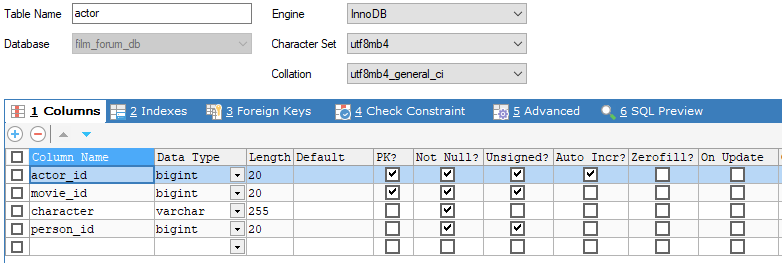 Table Name actor Engine InnoDB
Database film_forum_db Character Set utf8mb4
Collation utf8mb4_general_ci
1 Columns 2 Indexes 3 Foreign Keys 4 Check Constraint 5 Advanced 6 SQL Preview
Column Name Data Type Length Default PK? Not Null? Unsigned? Auto Incr? Zerofill? On Update
actor_id bigint 20
movie_id bigint 20
character varchar 255
person_id bigint 20